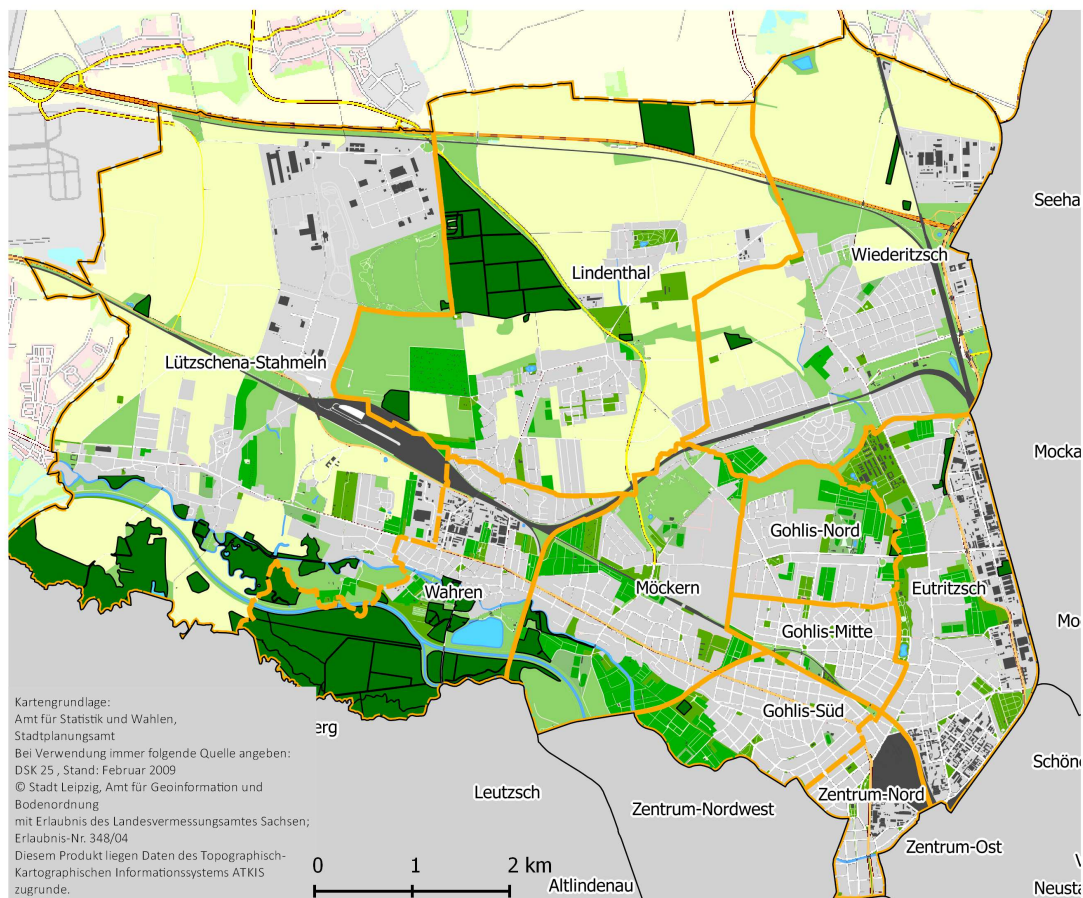 Seeha
Wiederitzsch
Lindenthal
Lützschena-Stahmeln
Mocka
Gohlis-Nord
Möckern
Eutritzsch
Wahren
Mo
Gohlis-Mitte
Gohlis-Süd
Kartengrundlage:
Amt für Statistik und Wahlen,
Stadtplanungsamt
Bei Verwendung immer folgende Quelle angeben:
DSK 25 , Stand: Februar 2009
© Stadt Leipzig, Amt für Geoinformation und
Bodenordnung
mit Erlaubnis des Landesvermessungsamtes Sachsen;
Erlaubnis-Nr. 348/04
Diesem Produkt liegen Daten des Topographisch-
Kartographischen Informationssystems ATKIS
zugrunde.
erg
Leutzsch
Zentrum-Nordwest
Zentrum-Nord
Schöne
Zentrum-Ost
0 1 2 km
Altlindenau
Neusta